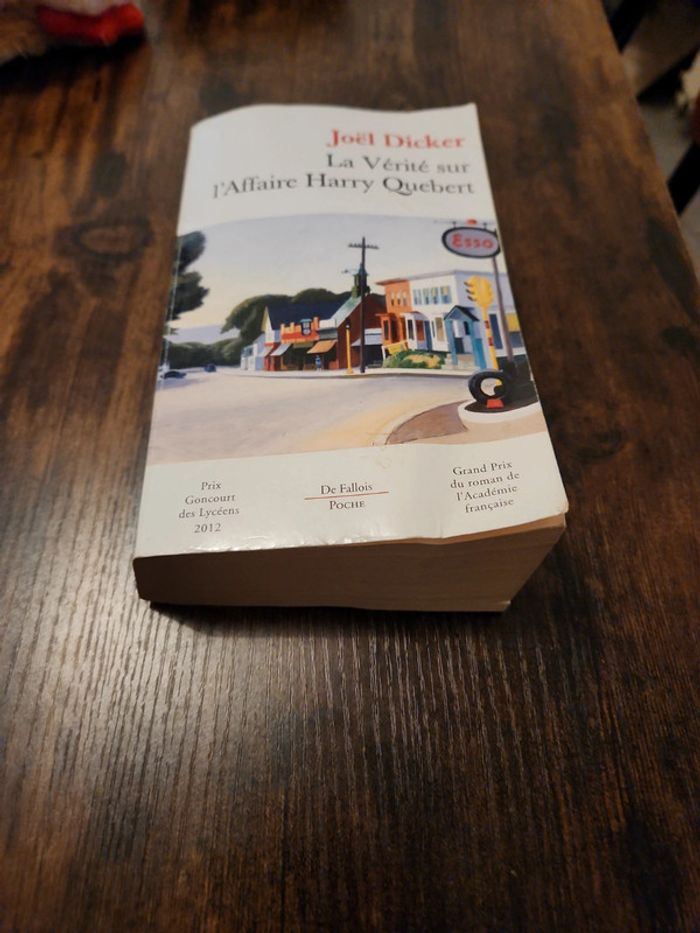 Joël Dicker
La Vérité sur
l'Affaire Harry Quebert
Esso
Prix
Goncourt
des Lycéens
2012
De Fallois
POCHE
Grand Prix
du roman de
l'Académie
française